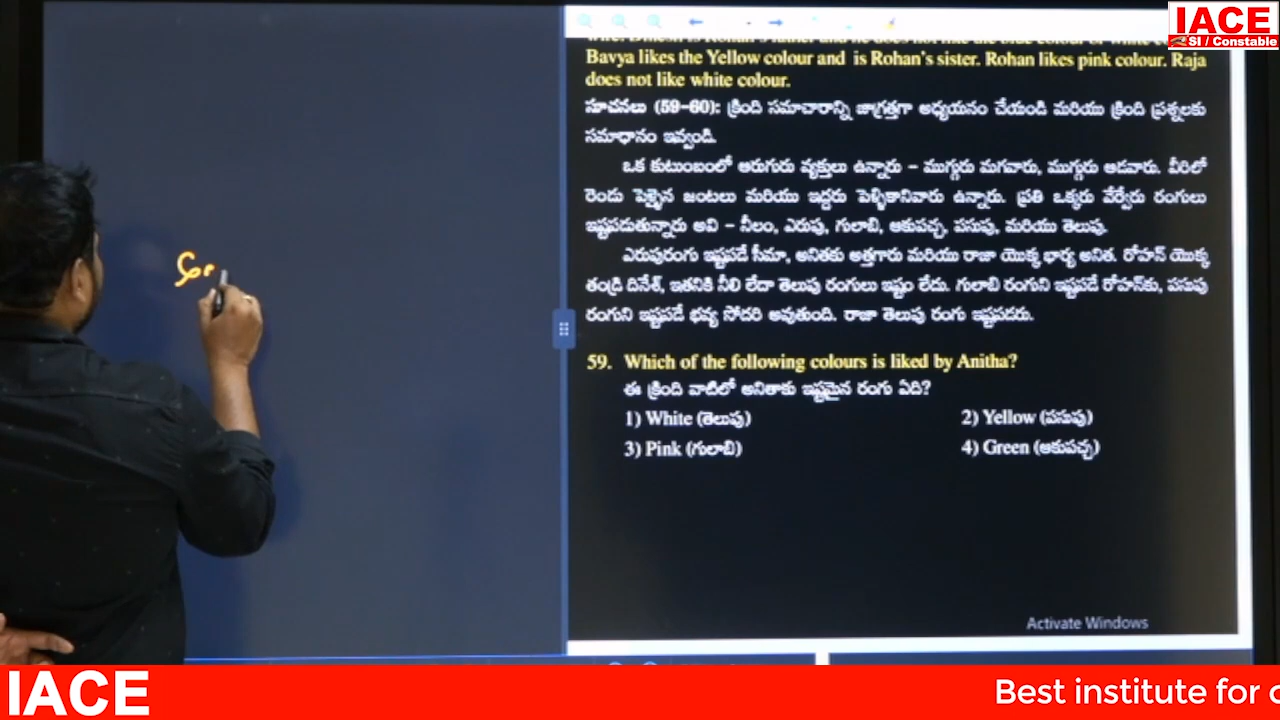 IACE
SI / Constable
Bavya likes the Yellow colour and is Rohan's sister. Rohan likes pink colour. Raja
does not like white colour.
సూచనలు (59-60): క్రింది సమాచారాన్ని జాగ్రత్తగా అధ్యయనం చేయండి మరియు క్రింది ప్రశ్నలకు
సమాధానం ఇవ్వండి.
ఒక కుటుంబంలో ఆరుగురు వ్యక్తులు ఉన్నారు - ముగ్గురు మగవారు, ముగ్గురు ఆడవారు. వీరిలో
రెండు పెళ్ళైన జంటలు మరియు ఇద్దరు పెళ్ళికానివారు ఉన్నారు. ప్రతి ఒక్కరు వేర్వేరు రంగులు
ఇష్టపడుతున్నారు అవి - నీలం, ఎరుపు, గులాబి, ఆకుపచ్చ, పసుపు, మరియు తెలుపు.
ఎరుపురంగు ఇష్టపడే సీమా, అనితకు అత్తగారు మరియు రాజా యొక్క భార్య అనిత. రోహన్ యొక్క
తండ్రి దినేశ్, ఇతనికి నీలి లేదా తెలుపు రంగులు ఇష్టం లేదు. గులాబి రంగుని ఇష్టపడే రోహన్‌కు, పసుపు
రంగుని ఇష్టపడే భవ్య సోదరి అవుతుంది. రాజా తెలుపు రంగు ఇష్టపడరు.
59. Which of the following colours is liked by Anitha?
ఈ క్రింది వాటిలో అనితాకు ఇష్టమైన రంగు ఏది?
1) White (తెలుపు) 2) Yellow (పసుపు)
3) Pink (గులాబి) 4) Green (ఆకుపచ్చ)
Activate Windows
IACE
Best institute for